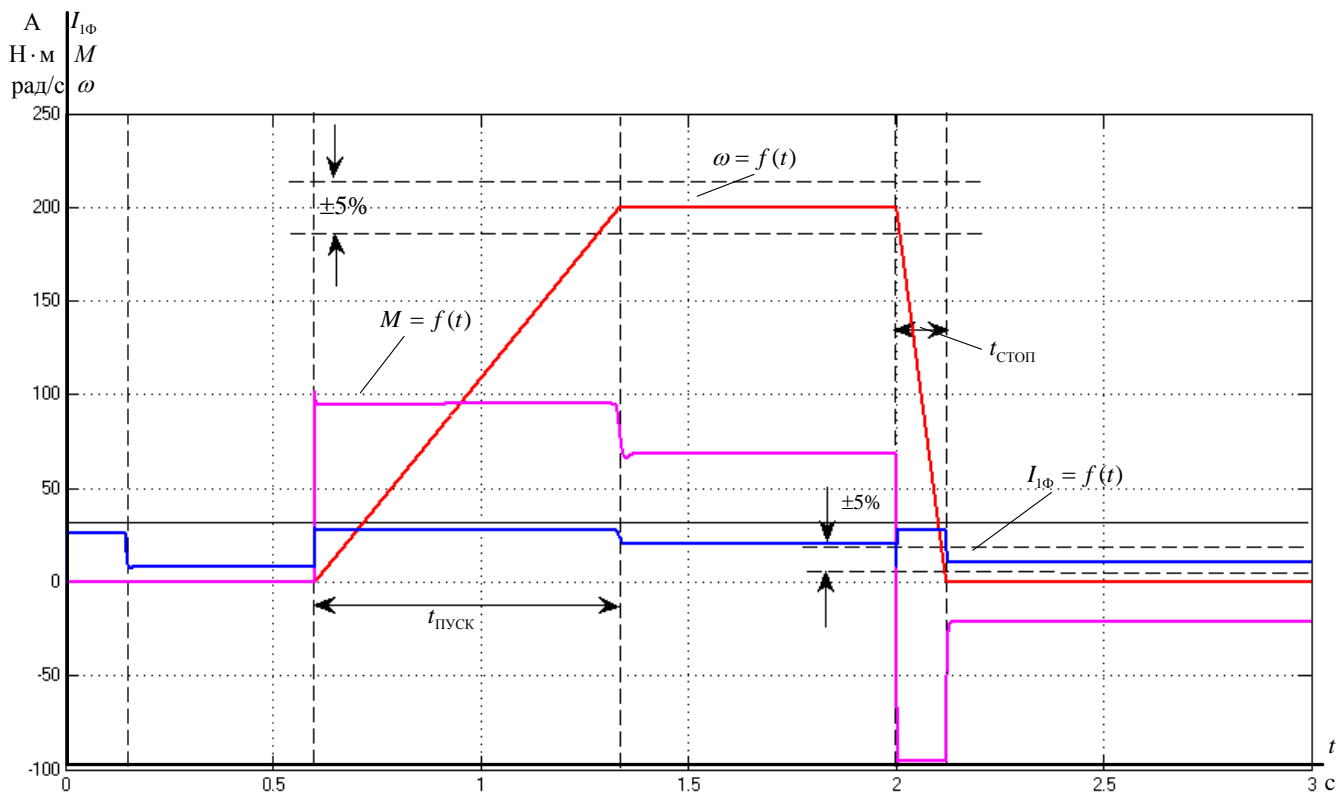 А I₁Ф
Н·м M
рад/с ω
250
200
150
100
50
0
-50
-100
ω = f(t)
±5%
M = f(t)
tСТОП
I₁Ф = f(t)
±5%
tПУСК
t
0 0.5 1 1.5 2 2.5 3 с